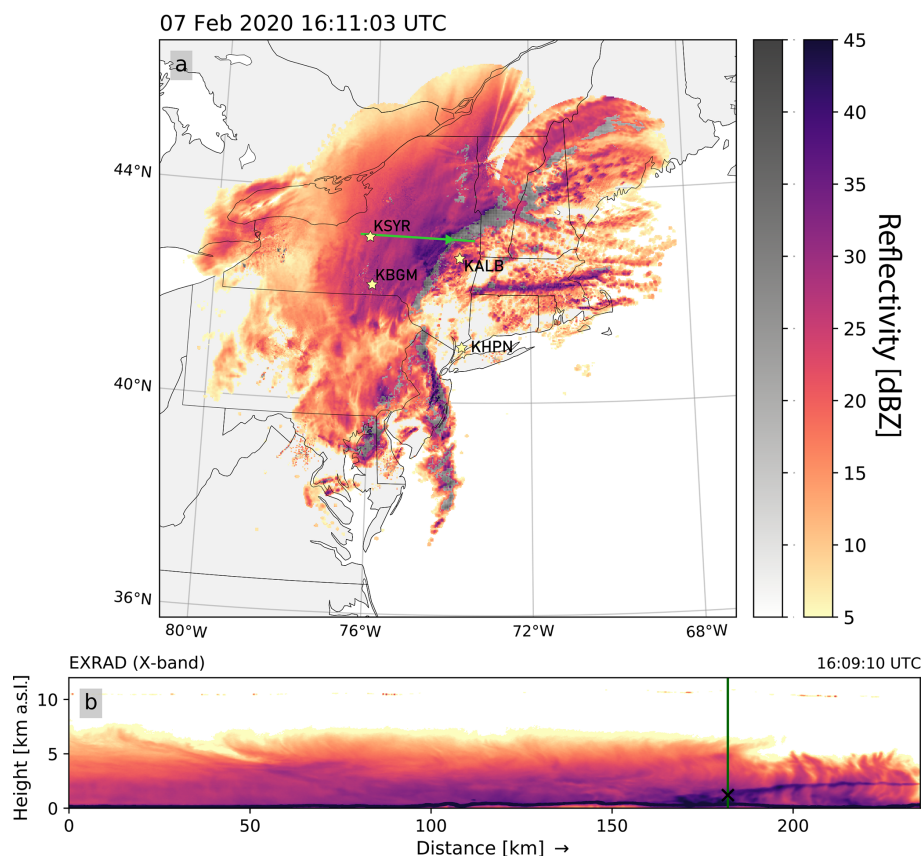 07 Feb 2020 16:11:03 UTC
a
44°N
40°N
36°N
80°W
76°W
72°W
68°W
KSYR
KBGM
KALB
KHPN
45
40
35
30
25
20
15
10
5
Reflectivity [dBZ]
EXRAD (X-band)
16:09:10 UTC
b
Height [km a.s.l.]
10
5
0
0
50
100
150
200
Distance [km] →